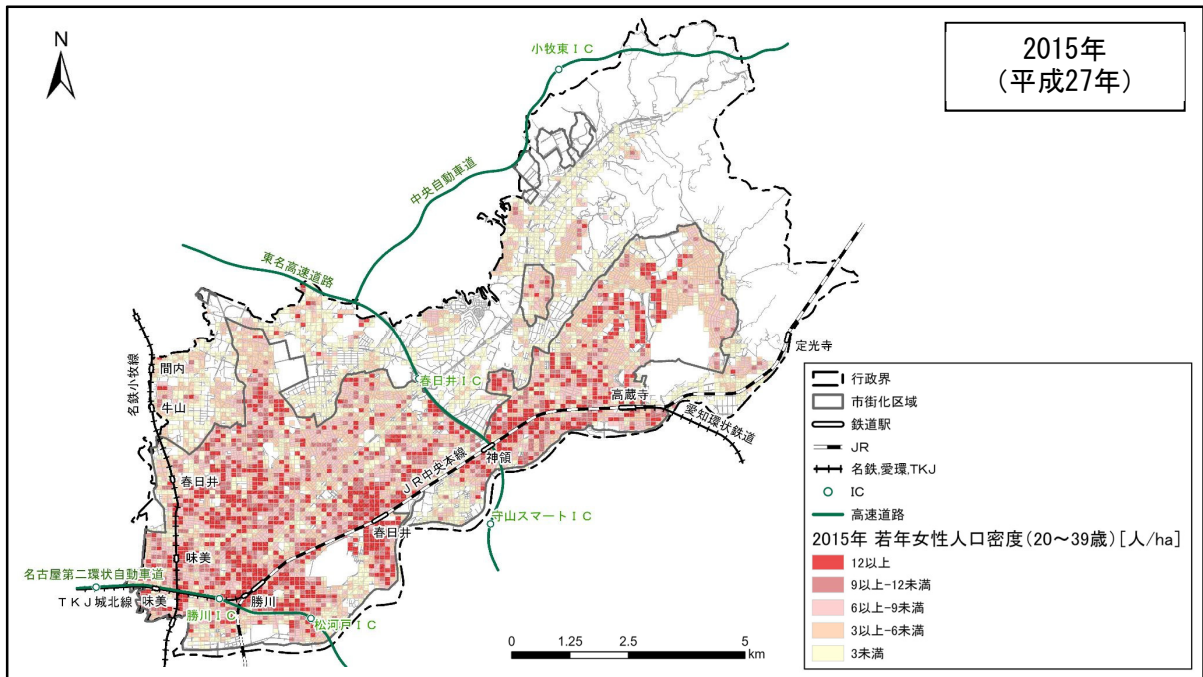 2015年
(平成27年)
N
小牧東IC
中央自動車道
東名高速道路
名鉄小牧線
間内
牛山
春日井IC
定光寺
高蔵寺
愛知環状鉄道
JR中央本線
神領
春日井
守山スマートIC
春日井
味美
名古屋第二環状自動車道
TKJ城北線
味美
勝川
勝川IC
松河戸IC
0 1.25 2.5 5
km
行政界
市街化区域
鉄道駅
JR
名鉄,愛環,TKJ
IC
高速道路
2015年 若年女性人口密度(20～39歳)[人/ha]
12以上
9以上-12未満
6以上-9未満
3以上-6未満
3未満